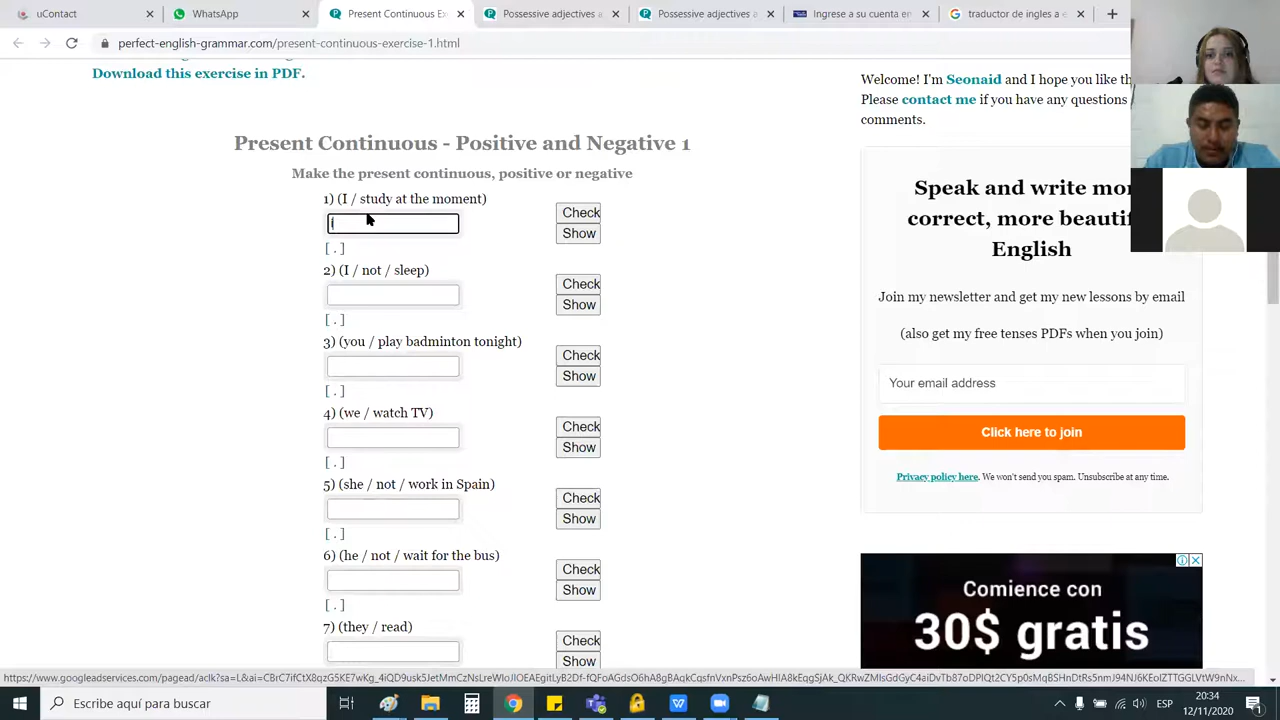 uContact
WhatsApp
Present Continuous Ex
Possessive adjectives e
Possessive adjectives e
Ingrese a su cuenta
traductor de ingles a e
perfect-english-grammar.com/present-continuous-exercise-1.html
Download this exercise in PDF.
Welcome! I'm Seonaid and I hope you like th
Please contact me if you have any questions
comments.
Present Continuous - Positive and Negative 1
Make the present continuous, positive or negative
1) (I / study at the moment)
i
Check
Show
[ . ]
2) (I / not / sleep)
Check
Show
[ . ]
3) (you / play badminton tonight)
Check
Show
[ . ]
4) (we / watch TV)
Check
Show
[ . ]
5) (she / not / work in Spain)
Check
Show
[ . ]
6) (he / not / wait for the bus)
Check
Show
[ . ]
7) (they / read)
Check
Show
Speak and write mor
correct, more beautif
English
Join my newsletter and get my new lessons by email
(also get my free tenses PDFs when you join)
Your email address
Click here to join
Privacy policy here. We won't send you spam. Unsubscribe at any time.
Comience con
30$ gratis
Escribe aquí para buscar
ESP
20:34
12/11/2020